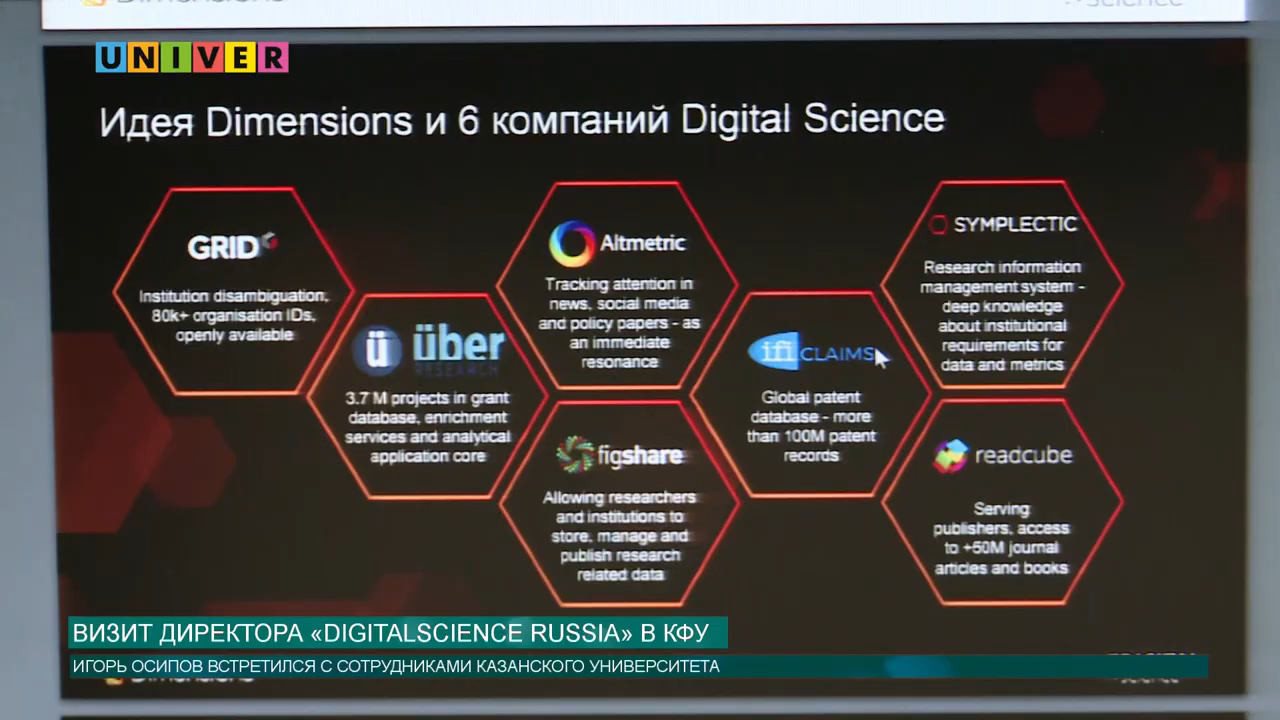 Dimensions
science
UNIVER
Идея Dimensions и 6 компаний Digital Science
GRID
Institution disambiguation,
80k+ organisation IDs,
openly available
ü über
RESEARCH
3.7 M projects in grant
database, enrichment
services and analytical
application core
Altmetric
Tracking attention in
news, social media
and policy papers - as
an immediate
resonance
figshare
Allowing researchers
and institutions to
store, manage and
publish research
related data
ifi CLAIMS
Global patent
database - more
than 100M patent
records
SYMPLECTIC
Research information
management system -
deep knowledge
about institutional
requirements for
data and metrics
readcube
Serving
publishers, access
to +50M journal
articles and books
ВИЗИТ ДИРЕКТОРА «DIGITALSCIENCE RUSSIA» В КФУ
ИГОРЬ ОСИПОВ ВСТРЕТИЛСЯ С СОТРУДНИКАМИ КАЗАНСКОГО УНИВЕРСИТЕТА
Dimensions
science